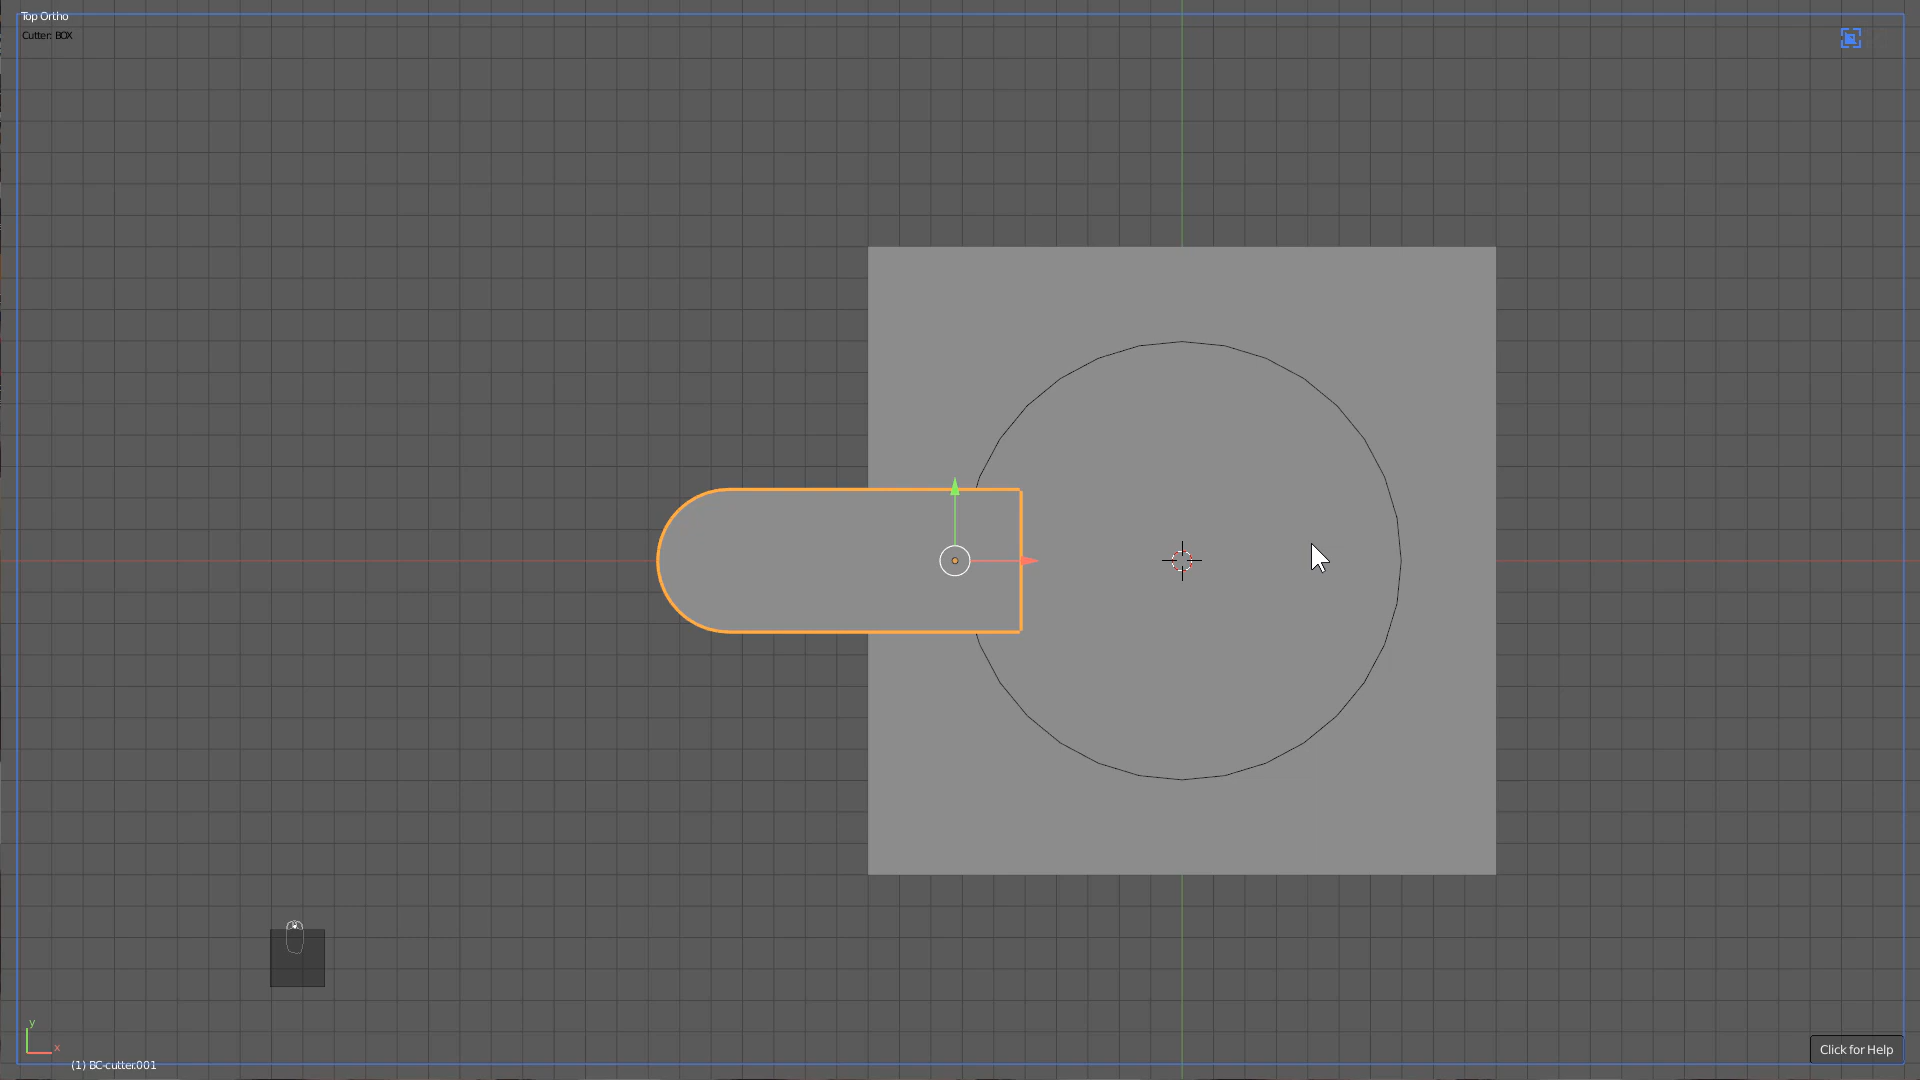 Top Ortho
Cutter: BOX
y
x
(1) BC-cutter.001
Click for Help